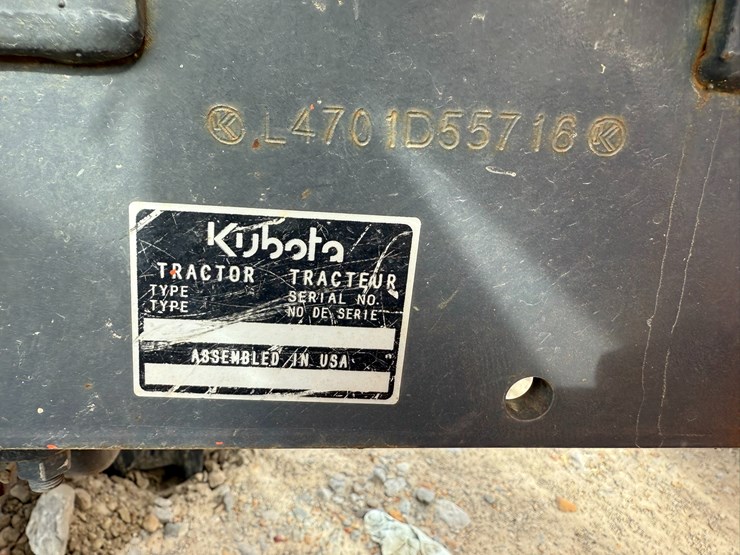 K L4701D55716 K
Kubota
TRACTOR TRACTEUR
TYPE SERIAL NO.
TYPE NO DE SERIE
ASSEMBLED IN USA